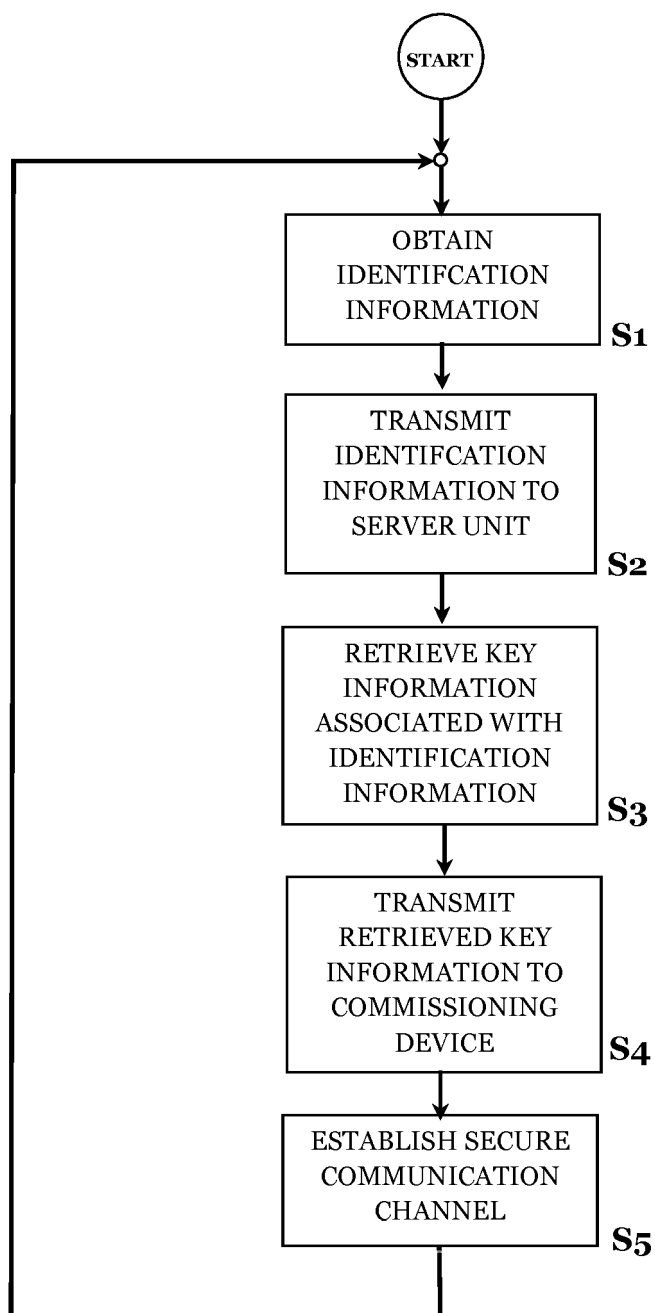 START
OBTAIN
IDENTIFCATION
INFORMATION
S1
TRANSMIT
IDENTIFCATION
INFORMATION TO
SERVER UNIT
S2
RETRIEVE KEY
INFORMATION
ASSOCIATED WITH
IDENTIFICATION
INFORMATION
S3
TRANSMIT
RETRIEVED KEY
INFORMATION TO
COMMISSIONING
DEVICE
S4
ESTABLISH SECURE
COMMUNICATION
CHANNEL
S5